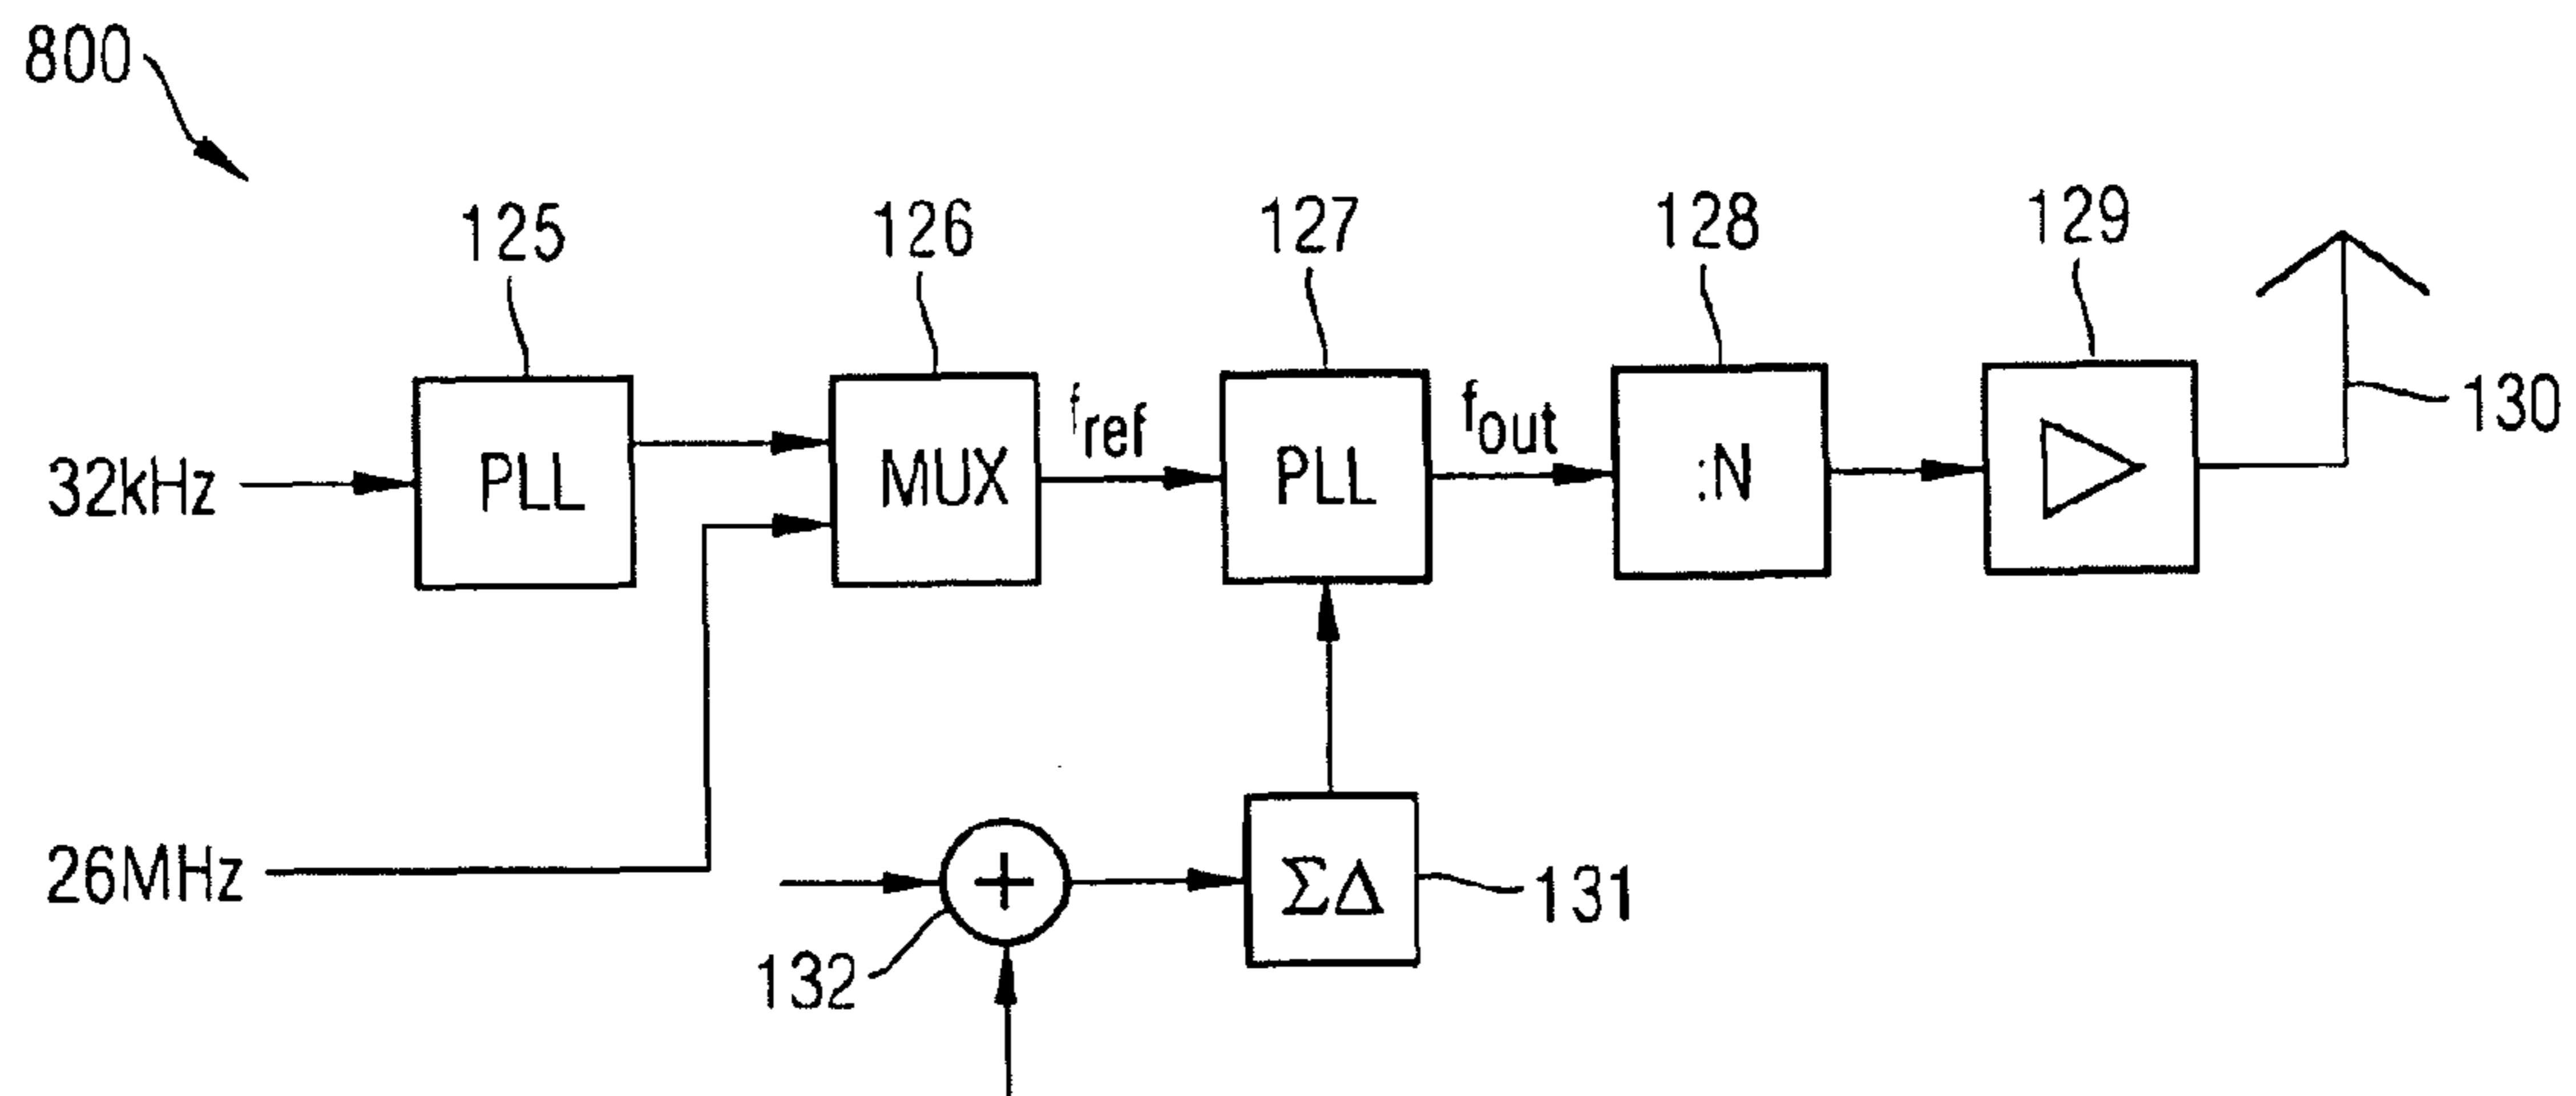 800
125
126
127
128
129
130
32kHz
PLL
MUX
fref
PLL
fout
:N
26MHz
+
132
ΣΔ
131